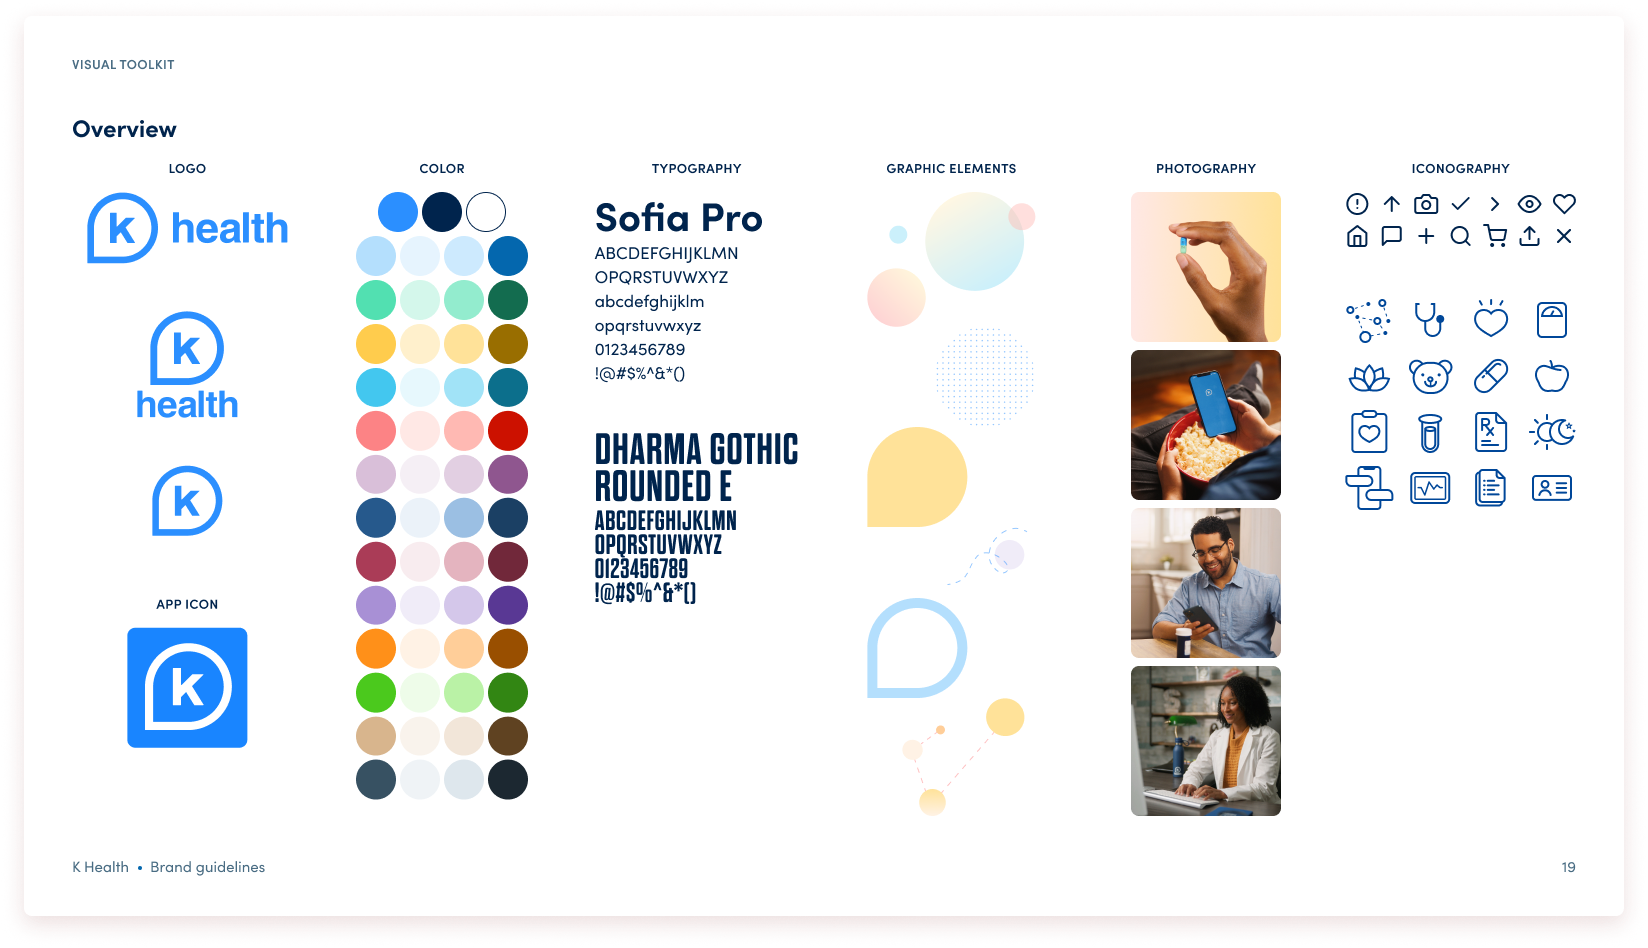 VISUAL TOOLKIT
Overview
LOGO
k health
k
health
k
APP ICON
k
COLOR
TYPOGRAPHY
Sofia Pro
ABCDEFGHIJKLMN
OPQRSTUVWXYZ
abcdefghijklm
opqrstuvwxyz
0123456789
!@#$%^&*()
DHARMA GOTHIC
ROUNDED E
ABCDEFGHIJKLMN
OPQRSTUVWXYZ
0123456789
!@#$%^&*()
GRAPHIC ELEMENTS
PHOTOGRAPHY
ICONOGRAPHY
Rx
K Health • Brand guidelines
19